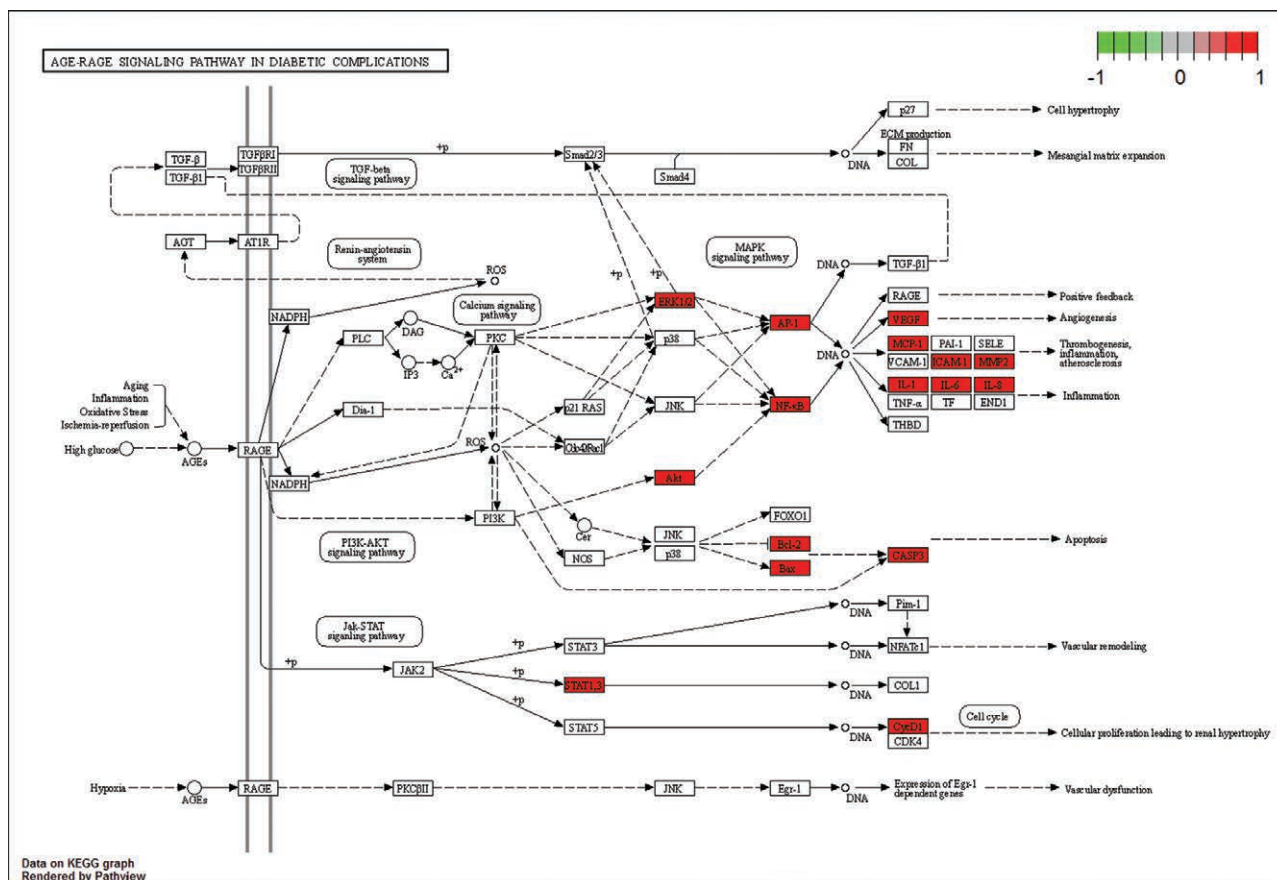 AGE-RAGE SIGNALING PATHWAY IN DIABETIC COMPLICATIONS
-1 0 1
p27
Cell hypertrophy
ECM production
FN
COL
DNA
Mesangial matrix expansion
TGF-β
TGF-β1
TGFβRI
TGFβRII
+p
TGF-beta
signaling pathway
Smad2/3
Smad4
AGT
AT1R
Renin-angiotensin
system
ROS
MAPK
signaling pathway
+p
+p
DNA
TGF-β1
NADPH
Calcium signaling
pathway
PLC
DAG
IP3
Ca2+
PKC
ERK1/2
p38
JNK
AP-1
NF-κB
DNA
RAGE
Positive feedback
VEGF
Angiogenesis
MCP-1
PAI-1
SELE
VCAM-1
ICAM-1
MMP2
Thrombogenesis,
inflammation,
atherosclerosis
IL-1
IL-6
IL-8
TNF-α
TF
END1
Inflammation
THBD
Aging
Inflammation
Oxidative Stress
Ischemia-reperfusion
High glucose
AGEs
RAGE
Dia-1
p21 RAS
Cdc42/Rac1
ROS
NADPH
Akt
PI3K
PI3K-AKT
signaling pathway
Cer
NOS
JNK
p38
FOXO1
Bcl-2
Bax
CASP3
Apoptosis
Jak-STAT
signaling pathway
+p
JAK2
+p
+p
+p
STAT3
STAT1,3
STAT5
DNA
Pim-1
DNA
NFATc1
Vascular remodeling
DNA
COL1
DNA
CycD1
CDK4
Cell cycle
Cellular proliferation leading to renal hypertrophy
Hypoxia
AGEs
RAGE
PKCβII
JNK
Egr-1
DNA
Expression of Egr-1
dependent genes
Vascular dysfunction
Data on KEGG graph
Rendered by Pathview